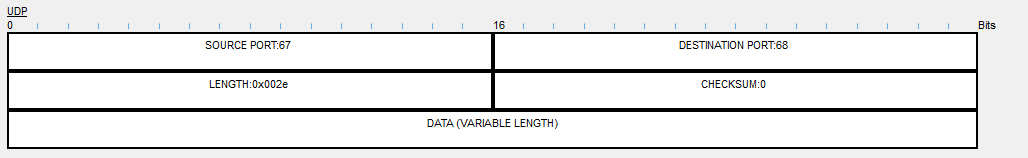 UDP
0 16 Bits
SOURCE PORT:67 DESTINATION PORT:68
LENGTH:0x002e CHECKSUM:0
DATA (VARIABLE LENGTH)